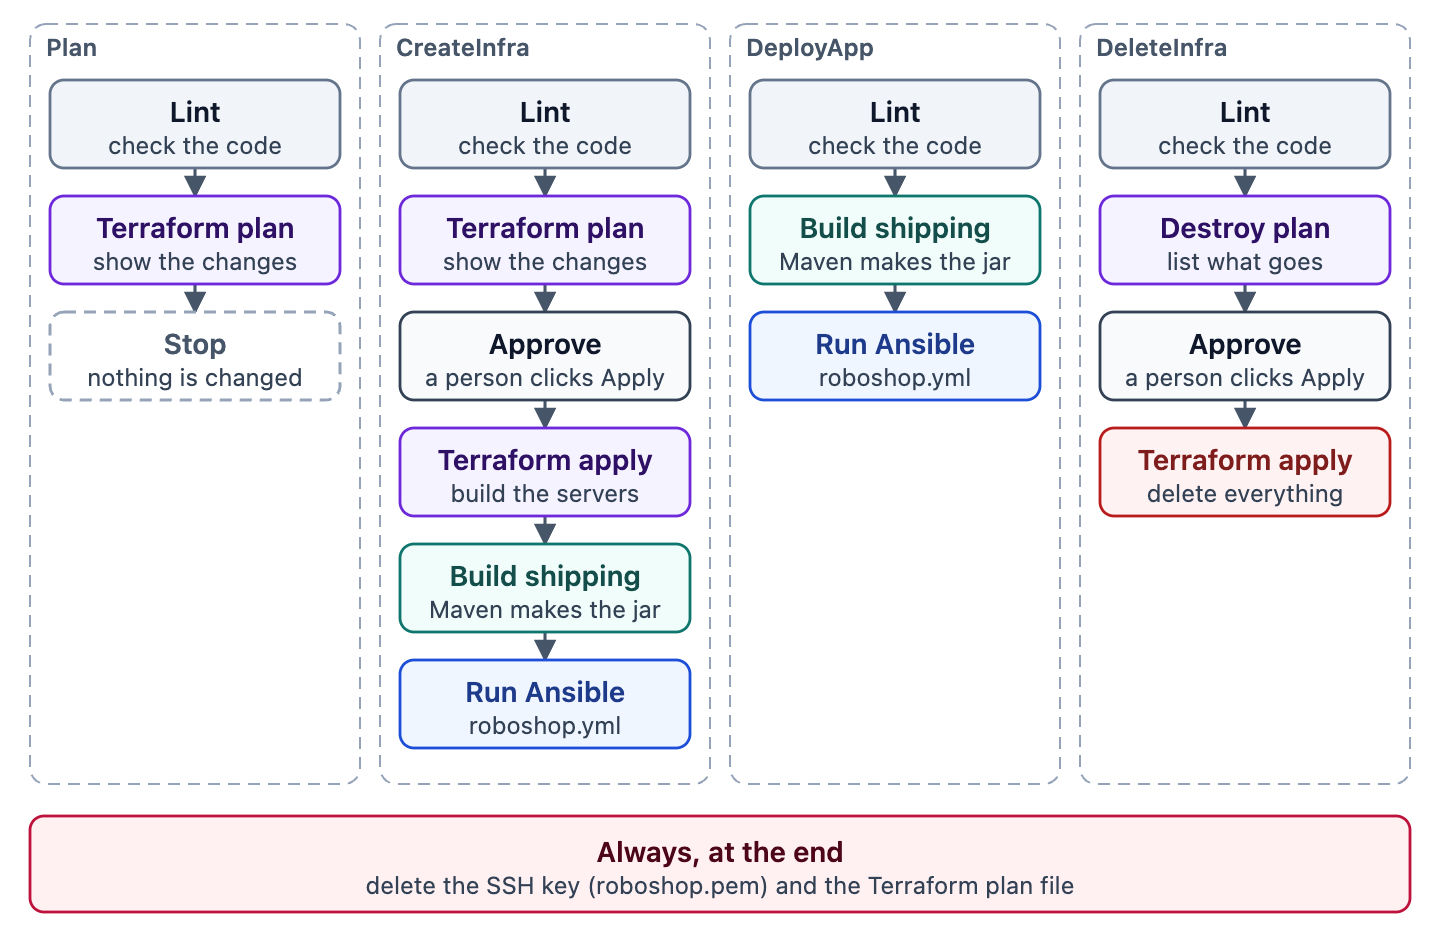 Plan
Lint
check the code
Terraform plan
show the changes
Stop
nothing is changed
CreateInfra
Lint
check the code
Terraform plan
show the changes
Approve
a person clicks Apply
Terraform apply
build the servers
Build shipping
Maven makes the jar
Run Ansible
roboshop.yml
DeployApp
Lint
check the code
Build shipping
Maven makes the jar
Run Ansible
roboshop.yml
DeleteInfra
Lint
check the code
Destroy plan
list what goes
Approve
a person clicks Apply
Terraform apply
delete everything
Always, at the end
delete the SSH key (roboshop.pem) and the Terraform plan file